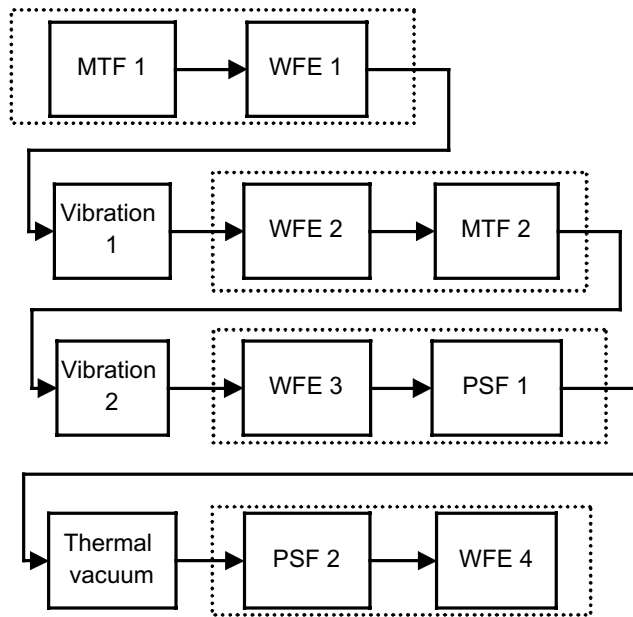 MTF 1
WFE 1
Vibration
1
WFE 2
MTF 2
Vibration
2
WFE 3
PSF 1
Thermal
vacuum
PSF 2
WFE 4